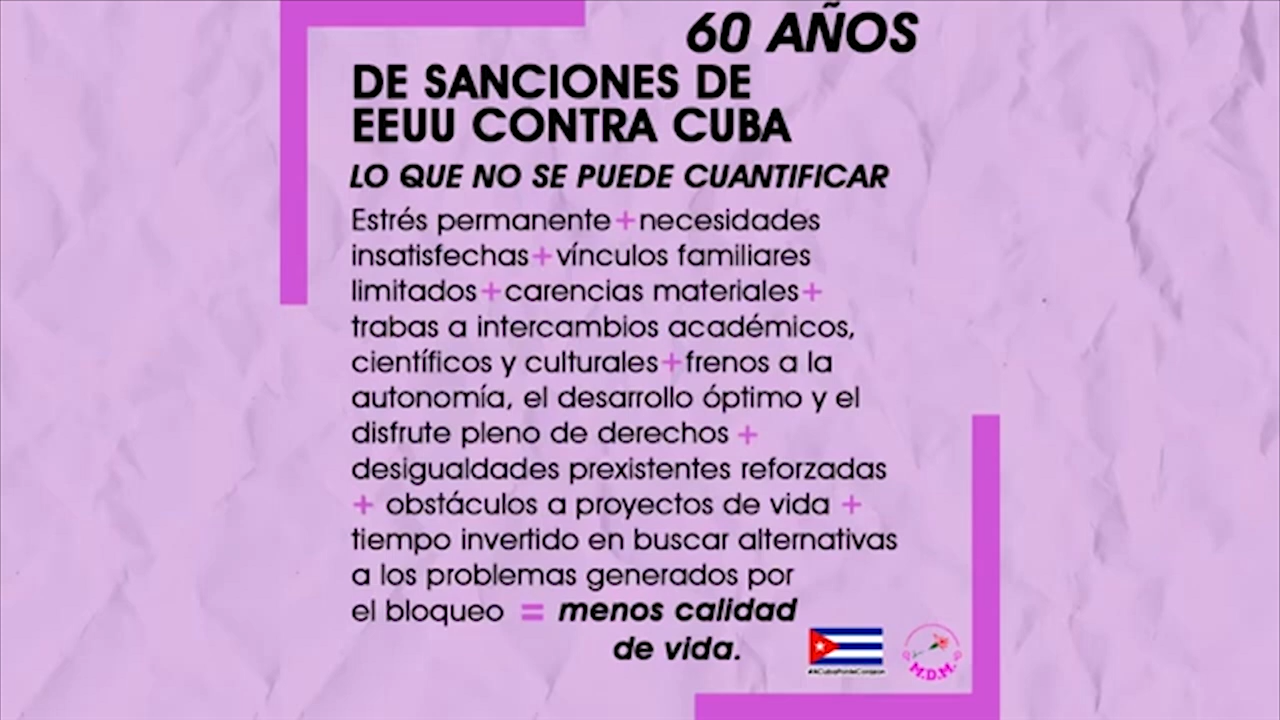 60 AÑOS
DE SANCIONES DE
EEUU CONTRA CUBA
LO QUE NO SE PUEDE CUANTIFICAR
Estrés permanente+necesidades
insatisfechas+vínculos familiares
limitados+carencias materiales+
trabas a intercambios académicos,
científicos y culturales+frenos a la
autonomía, el desarrollo óptimo y el
disfrute pleno de derechos +
desigualdades prexistentes reforzadas
+ obstáculos a proyectos de vida +
tiempo invertido en buscar alternativas
a los problemas generados por
el bloqueo = menos calidad
de vida.
#ACubaPonleCorazon
M.D.M.